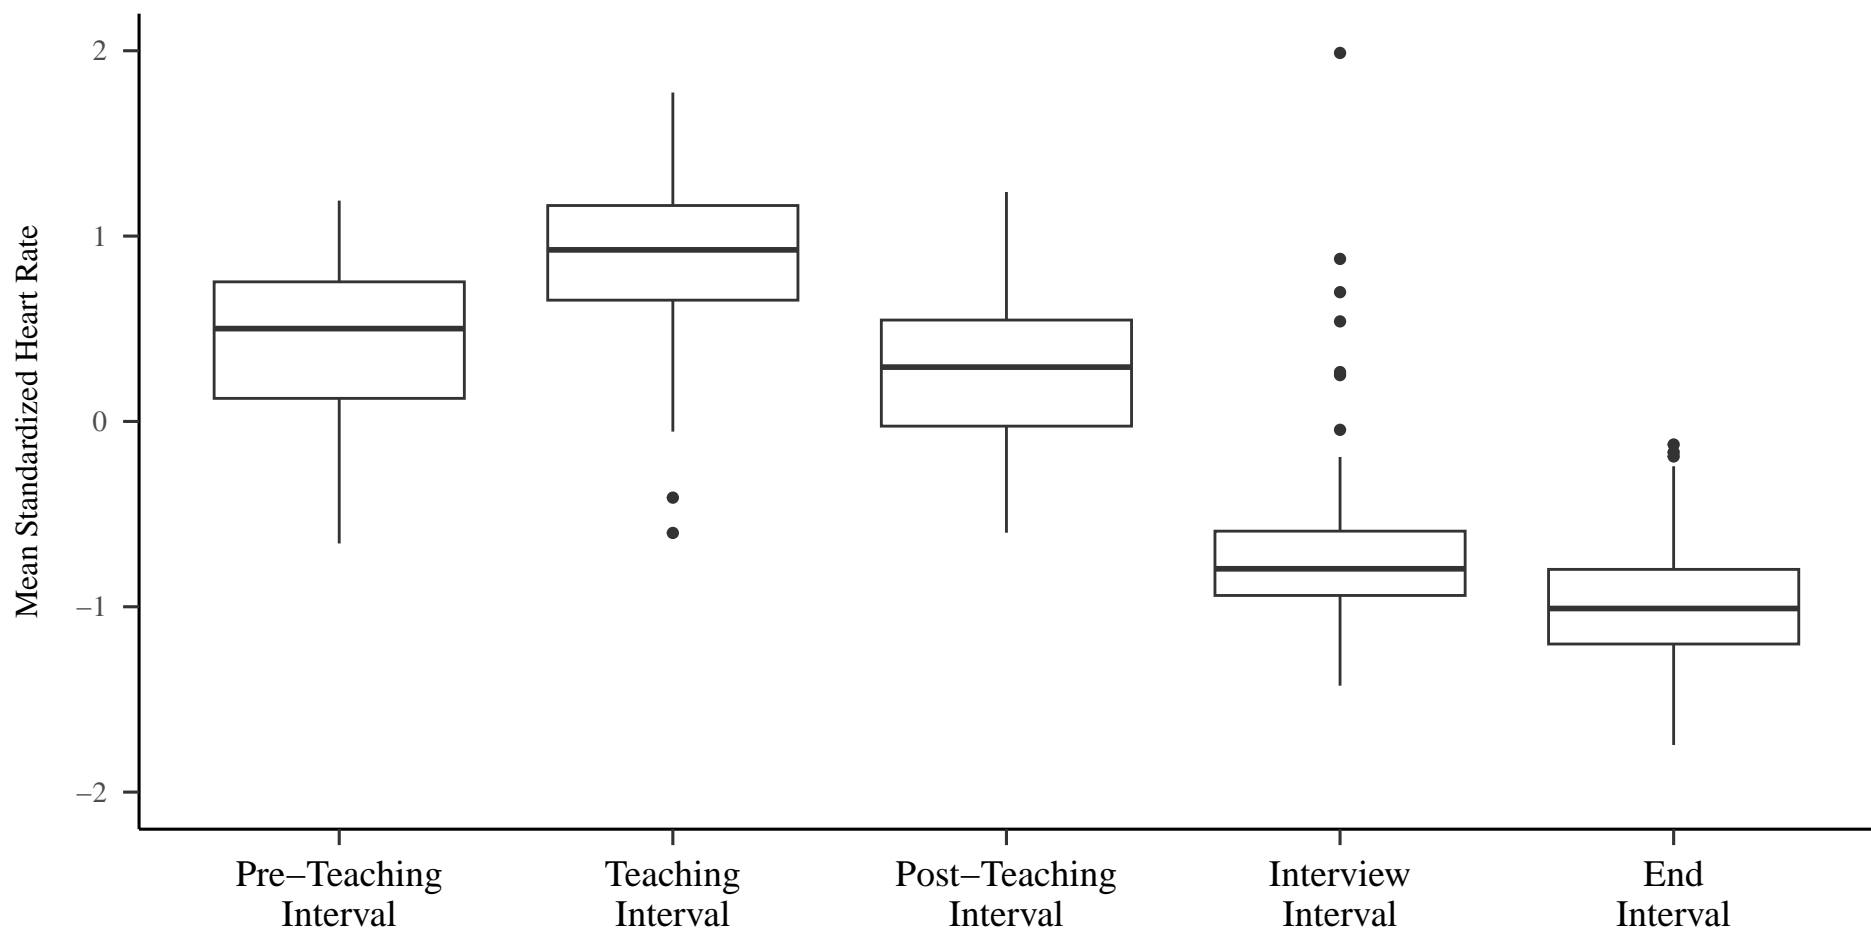 Mean Standardized Heart Rate
2
1
0
−1
−2
Pre−Teaching
Interval
Teaching
Interval
Post−Teaching
Interval
Interview
Interval
End
Interval